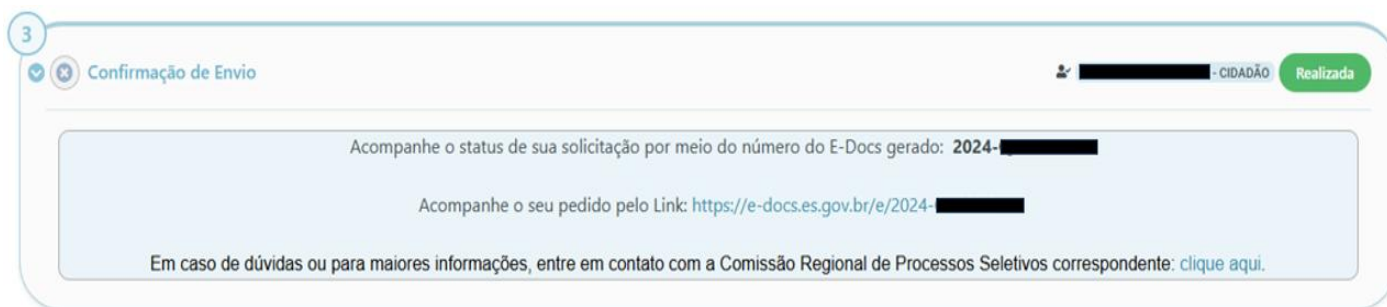 3
Confirmação de Envio
- CIDADÃO
Realizada
Acompanhe o status de sua solicitação por meio do número do E-Docs gerado: 2024-
Acompanhe o seu pedido pelo Link: https://e-docs.es.gov.br/e/2024-
Em caso de dúvidas ou para maiores informações, entre em contato com a Comissão Regional de Processos Seletivos correspondente: clique aqui.